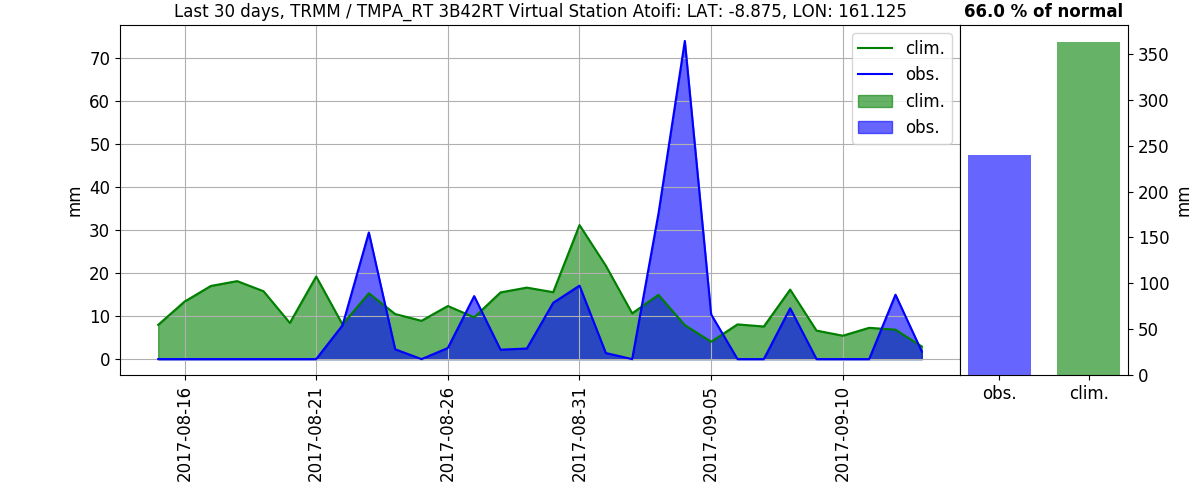 Last 30 days, TRMM / TMPA_RT 3B42RT Virtual Station Atoifi: LAT: -8.875, LON: 161.125
66.0 % of normal
clim.
obs.
clim.
obs.
70
60
50
40
30
20
10
0
mm
2017-08-16
2017-08-21
2017-08-26
2017-08-31
2017-09-05
2017-09-10
350
300
250
200
150
100
50
0
mm
obs.
clim.